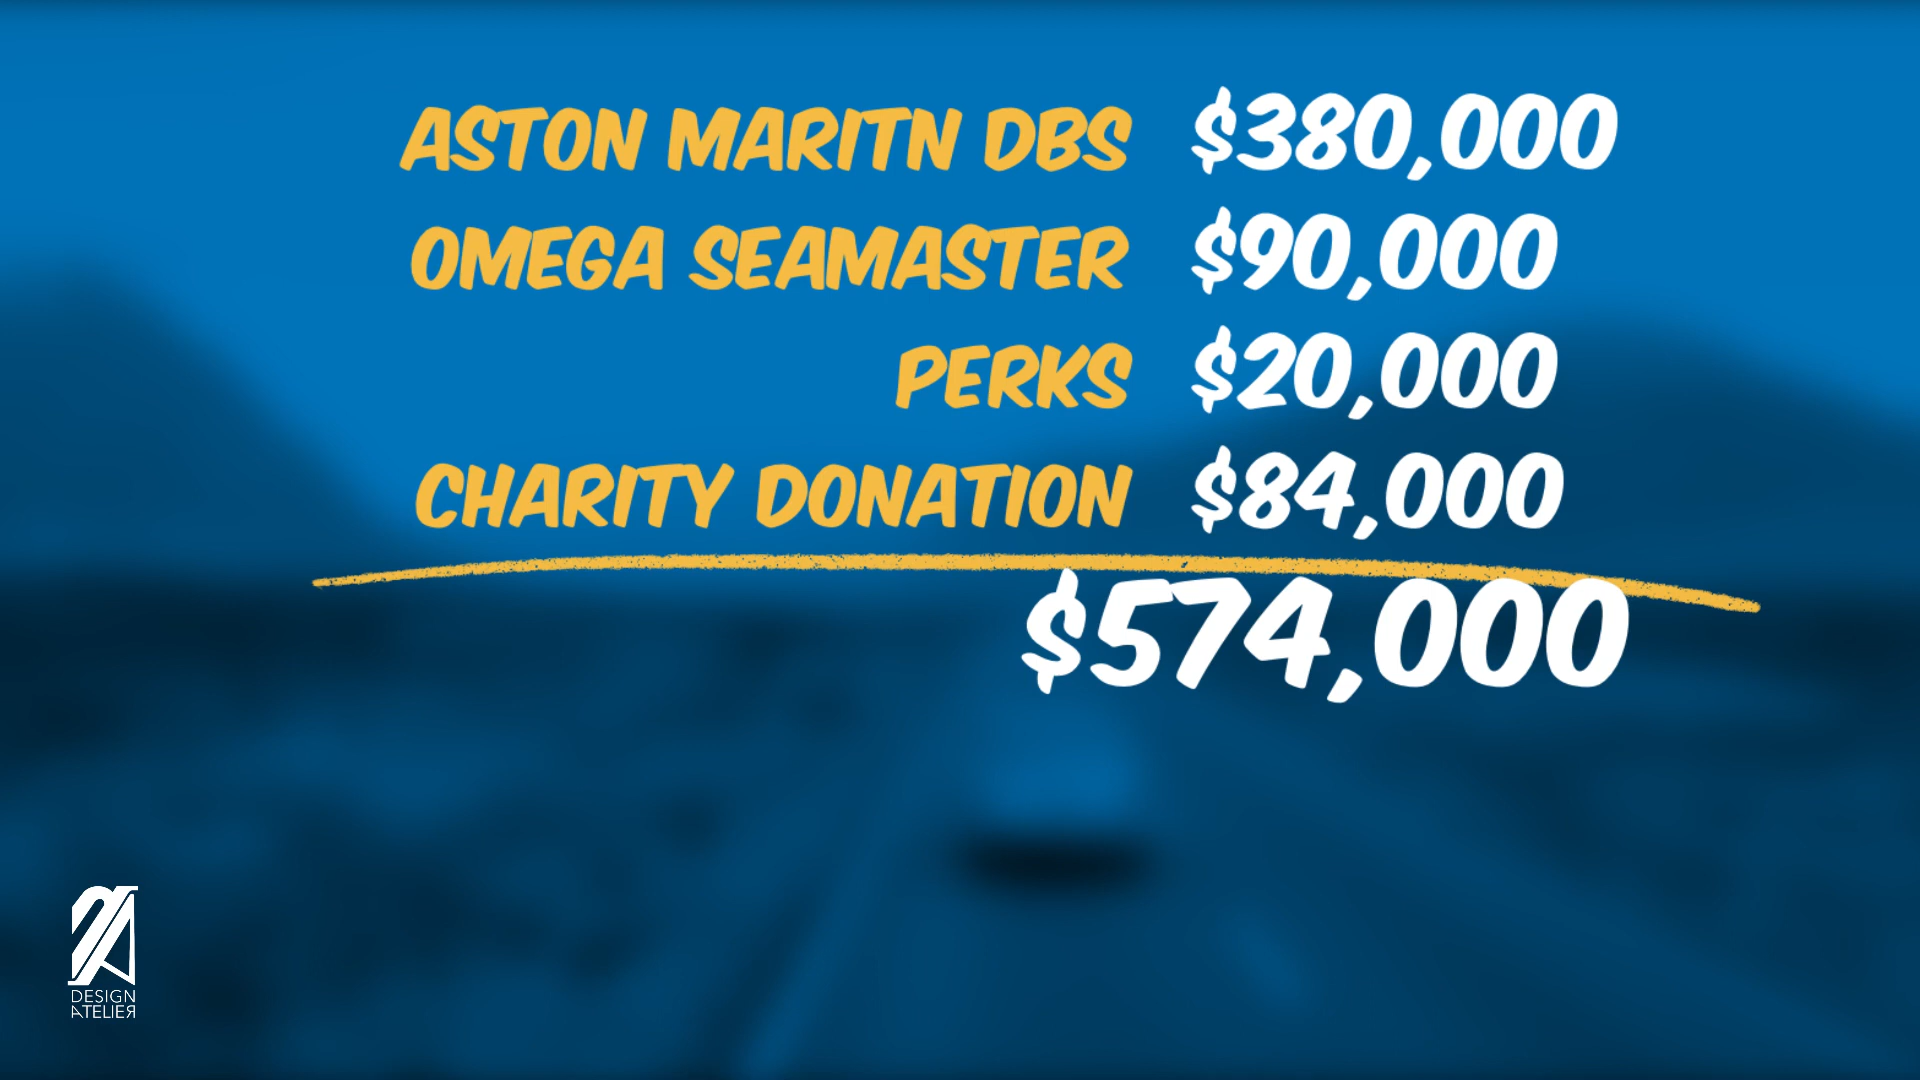 ASTON MARITN DBS $380,000
OMEGA SEAMASTER $90,000
PERKS $20,000
CHARITY DONATION $84,000
$574,000
DESIGN
ATELIER